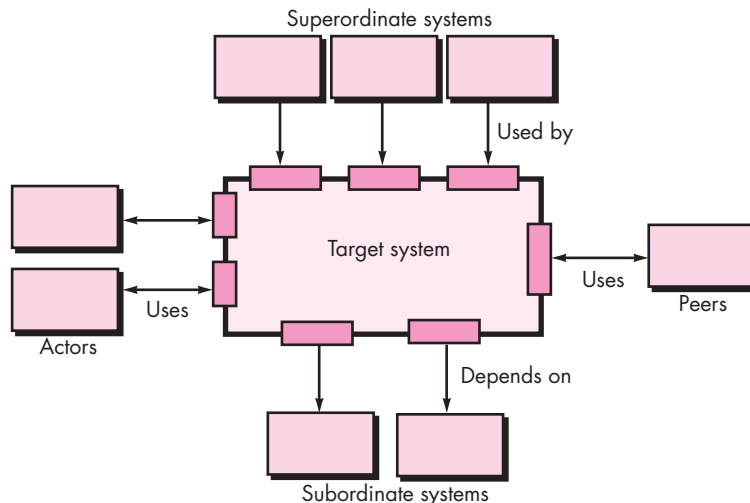 Superordinate systems
Used by
Target system
Uses
Actors
Uses
Peers
Depends on
Subordinate systems